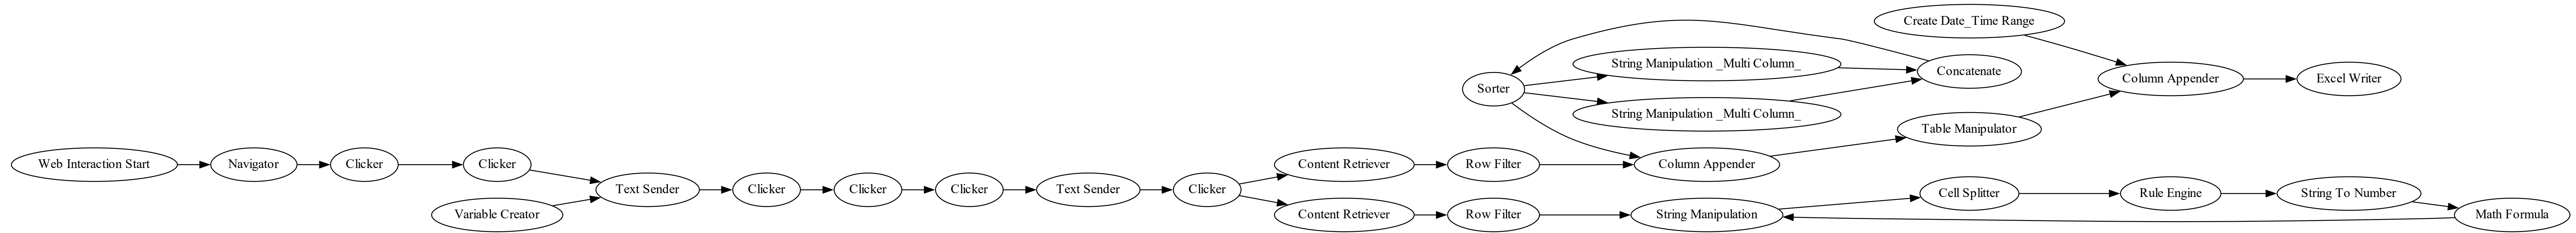 Create Date_Time Range
String Manipulation _Multi Column_
Concatenate
Column Appender
Excel Writer
Sorter
String Manipulation _Multi Column_
Table Manipulator
Web Interaction Start
Navigator
Clicker
Clicker
Content Retriever
Row Filter
Column Appender
Text Sender
Clicker
Clicker
Clicker
Text Sender
Clicker
Cell Splitter
Rule Engine
String To Number
Variable Creator
Content Retriever
Row Filter
String Manipulation
Math Formula